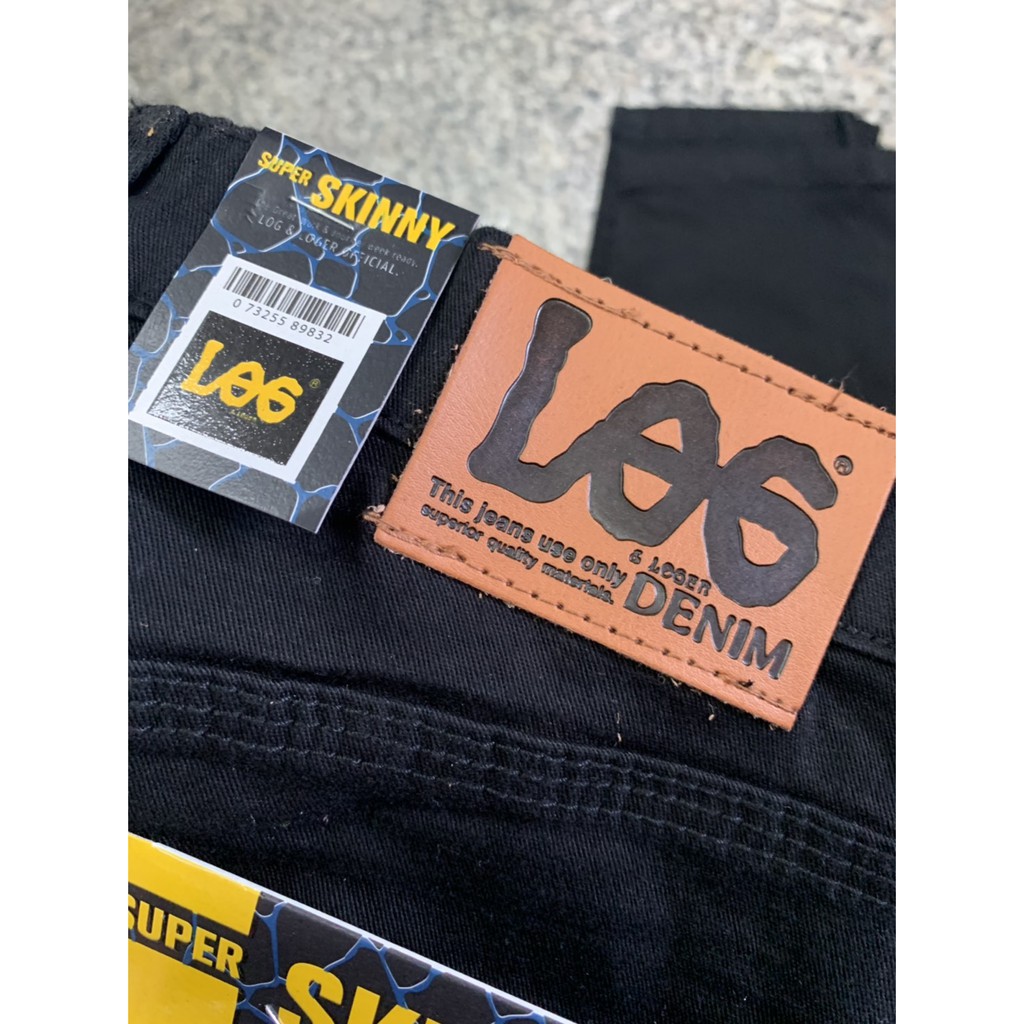 SUPER SKINNY
LOG & LOGER OFFICIAL.
0 73255 89832
LOG ®
LOG ®
& LOGER
This jeans use only
superior quality materials.
DENIM
SUPER